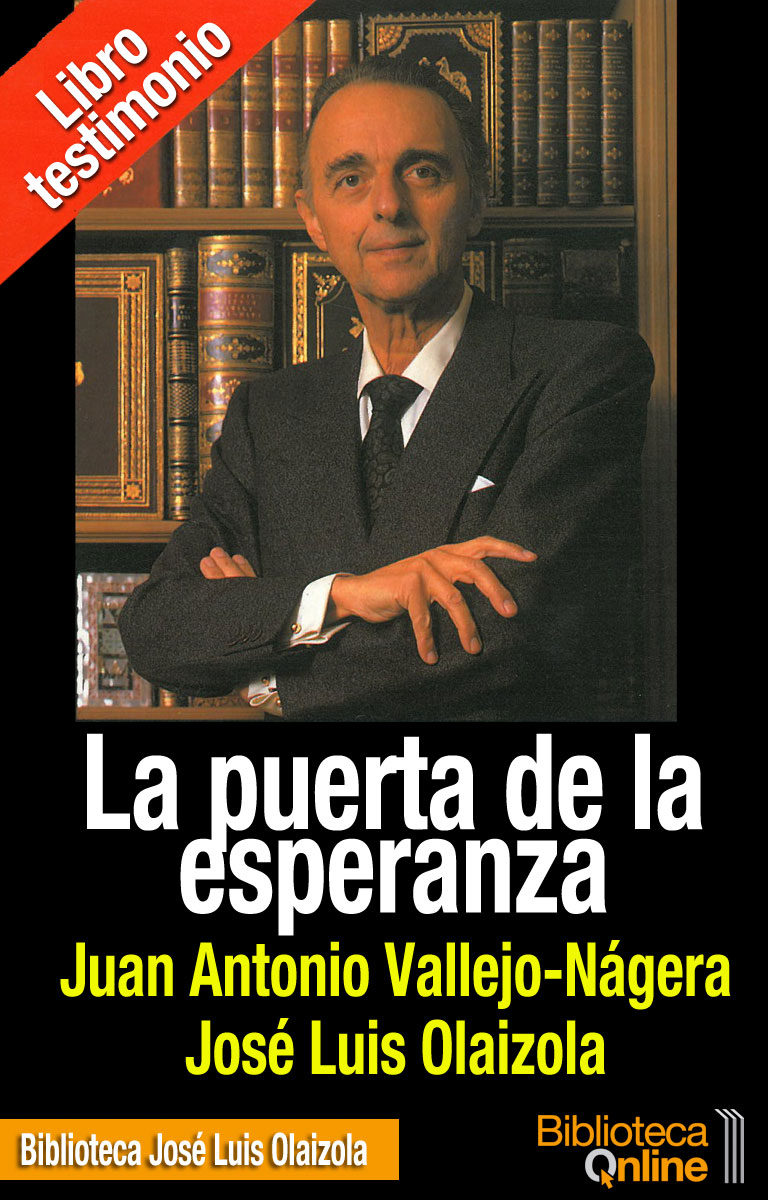 Libro
testimonio
La puerta de la
esperanza
Juan Antonio Vallejo-Nágera
José Luis Olaizola
Biblioteca José Luis Olaizola
Biblioteca
Online